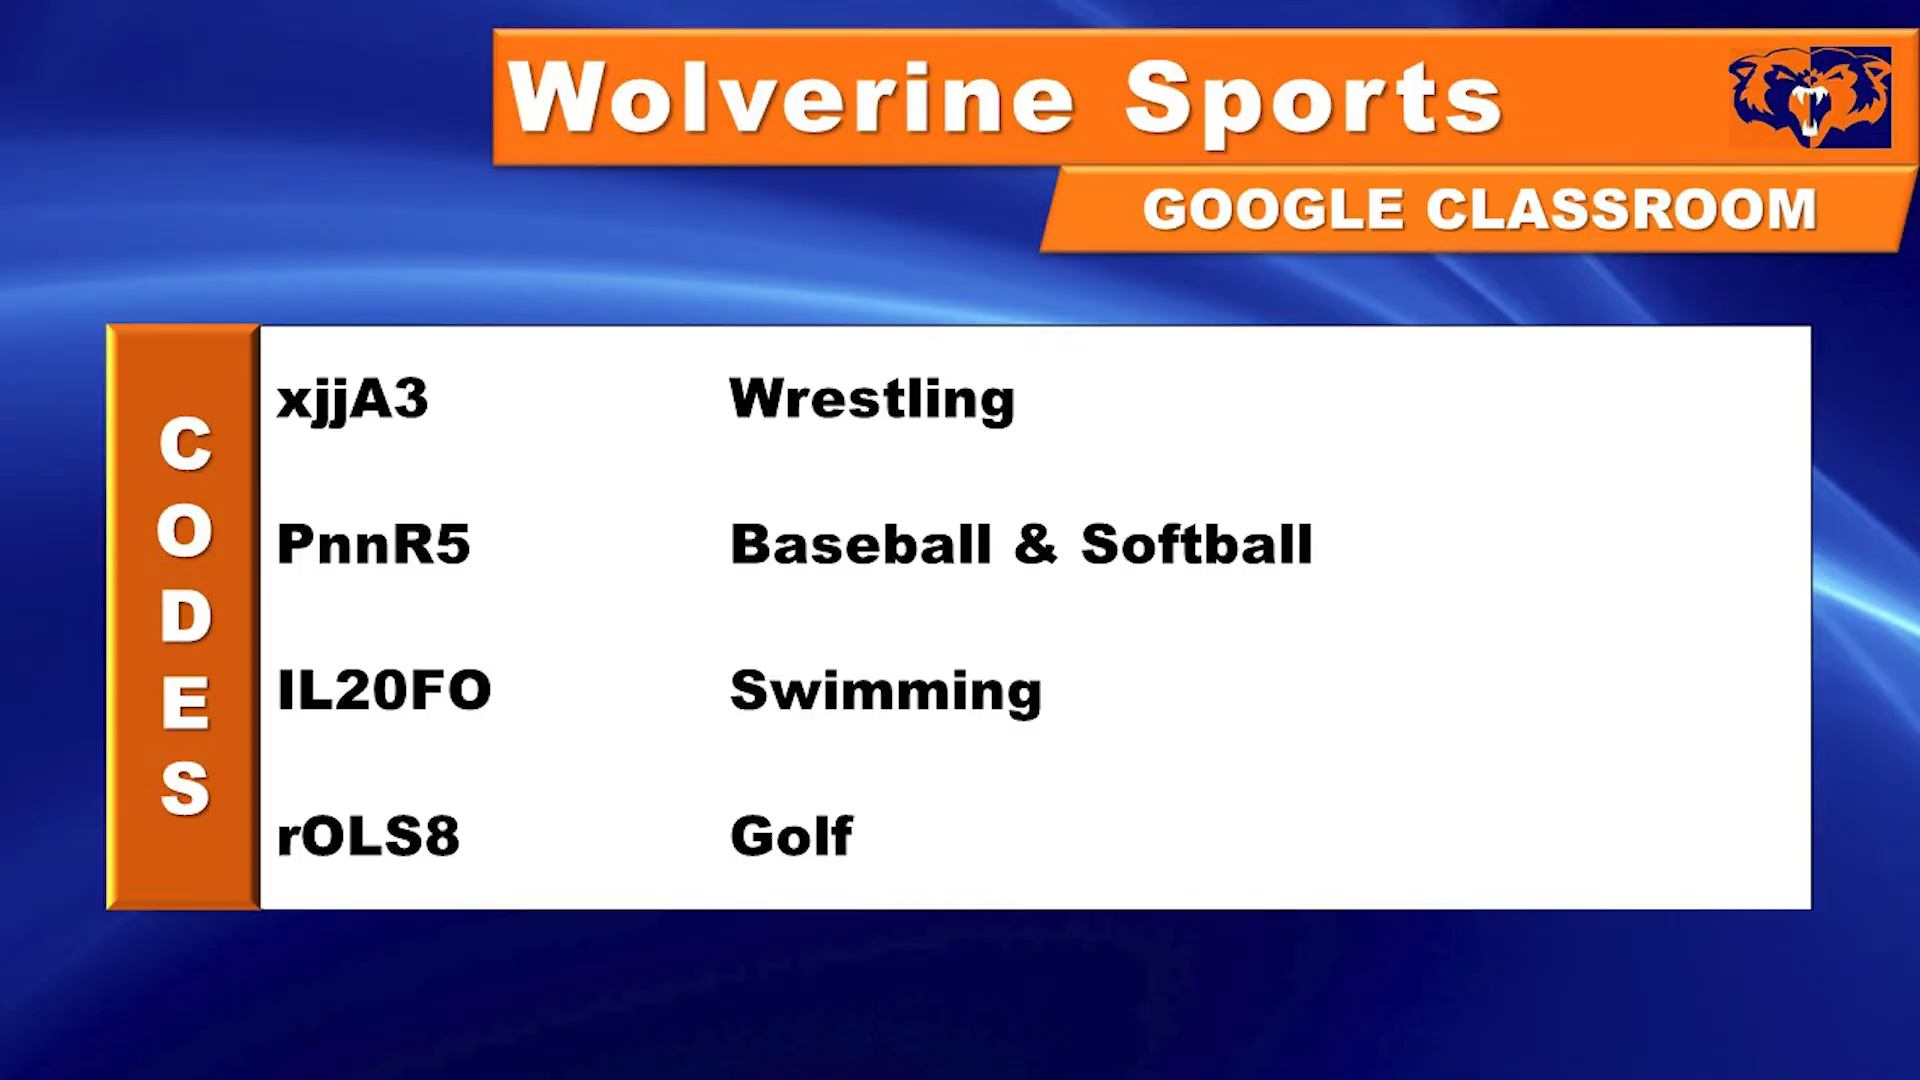 Wolverine Sports
GOOGLE CLASSROOM
CODES
xjjA3 Wrestling
PnnR5 Baseball & Softball
IL20FO Swimming
rOLS8 Golf